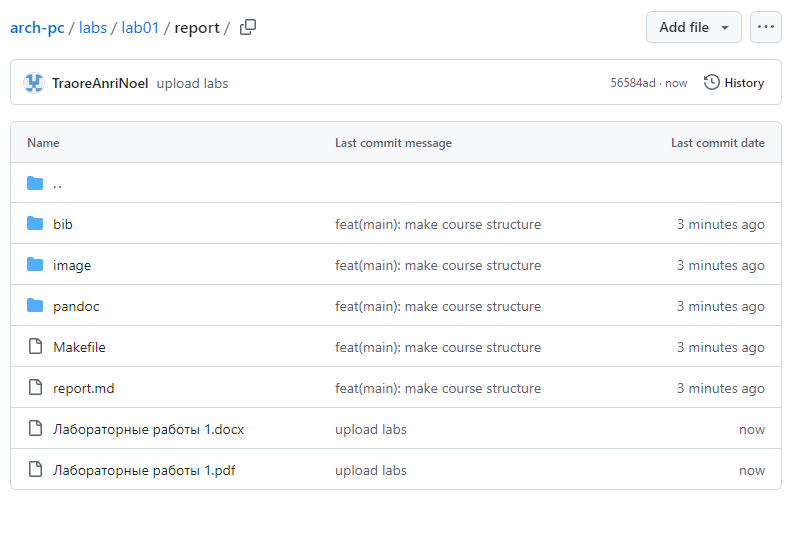 arch-pc / labs / lab01 / report /
Add file
TraoreAnriNoel upload labs
56584ad · now
History
Name Last commit message Last commit date
..
bib feat(main): make course structure 3 minutes ago
image feat(main): make course structure 3 minutes ago
pandoc feat(main): make course structure 3 minutes ago
Makefile feat(main): make course structure 3 minutes ago
report.md feat(main): make course structure 3 minutes ago
Лабораторные работы 1.docx upload labs now
Лабораторные работы 1.pdf upload labs now